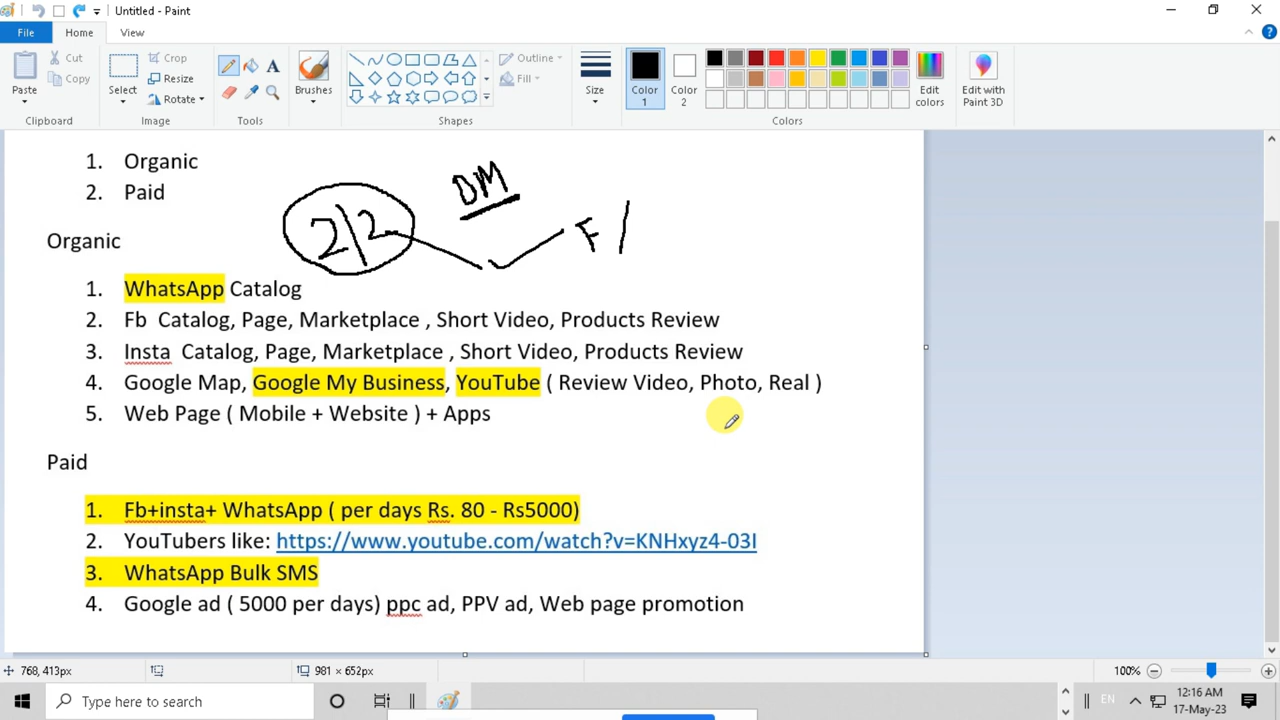 Untitled - Paint
File Home View
Paste Cut Copy Select Crop Resize Rotate Brushes Outline Fill Size Color 1 Color 2 Edit colors Edit with Paint 3D
Clipboard Image Tools Shapes Colors
1. Organic
2. Paid
DM
2|2 F /
Organic
1. WhatsApp Catalog
2. Fb Catalog, Page, Marketplace , Short Video, Products Review
3. Insta Catalog, Page, Marketplace , Short Video, Products Review
4. Google Map, Google My Business, YouTube ( Review Video, Photo, Real )
5. Web Page ( Mobile + Website ) + Apps
Paid
1. Fb+insta+ WhatsApp ( per days Rs. 80 - Rs5000)
2. YouTubers like: https://www.youtube.com/watch?v=KNHxyz4-03I
3. WhatsApp Bulk SMS
4. Google ad ( 5000 per days) ppc ad, PPV ad, Web page promotion
768, 413px 981 × 652px 100%
Type here to search EN 12:16 AM
17-May-23